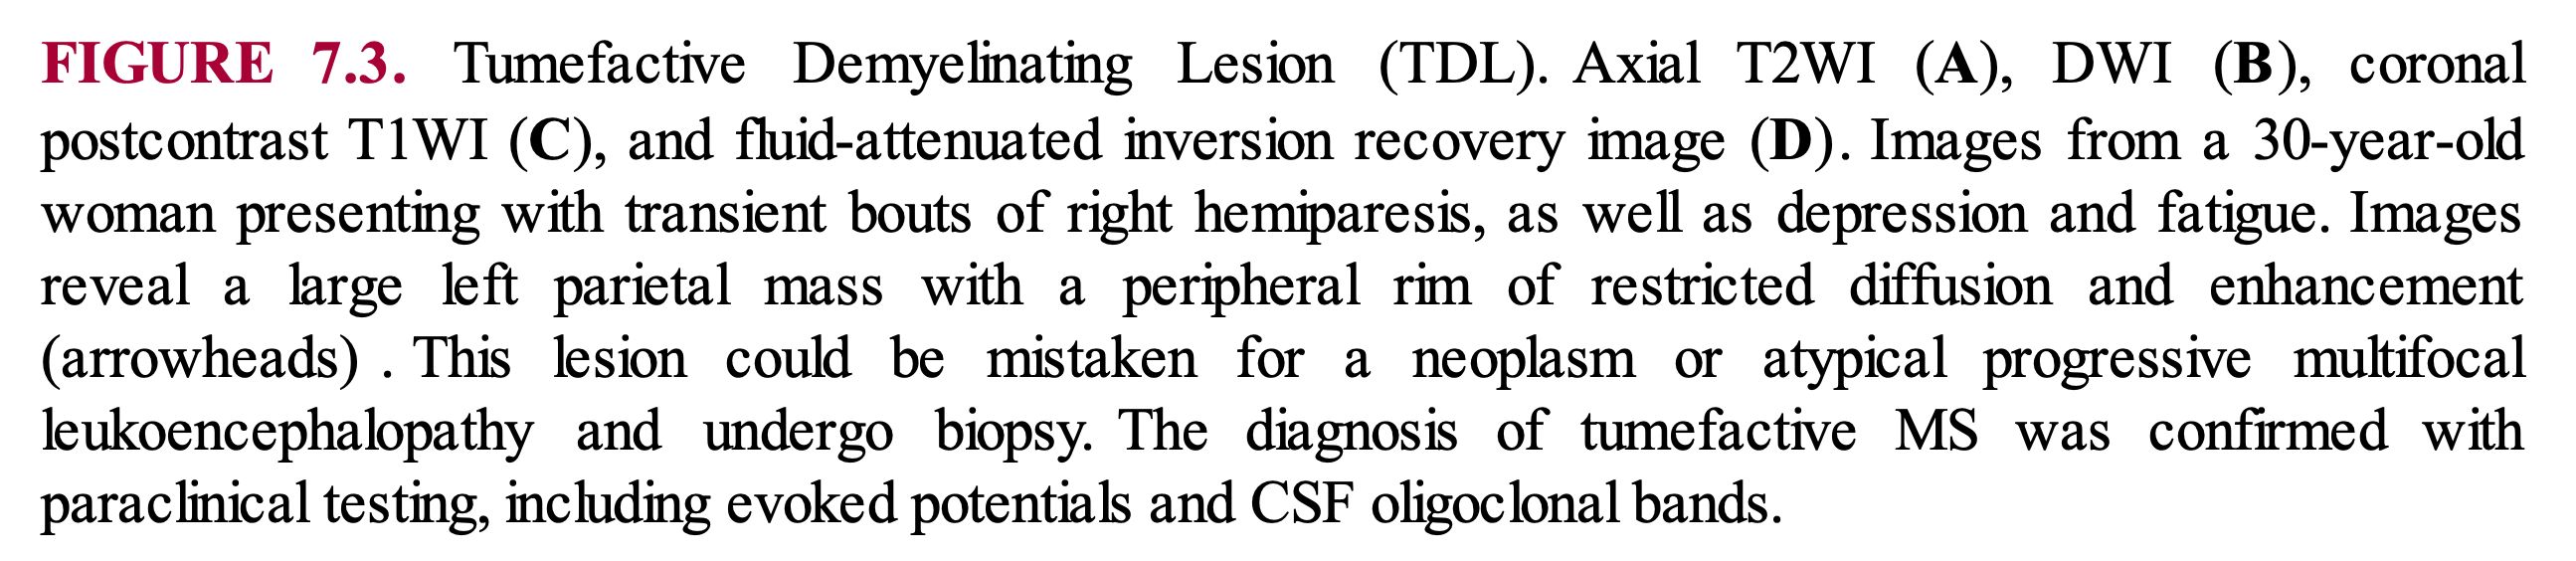 FIGURE 7.3. Tumefactive Demyelinating Lesion (TDL). Axial T2WI (A), DWI (B), coronal
postcontrast T1WI (C), and fluid-attenuated inversion recovery image (D). Images from a 30-year-old
woman presenting with transient bouts of right hemiparesis, as well as depression and fatigue. Images
reveal a large left parietal mass with a peripheral rim of restricted diffusion and enhancement
(arrowheads) . This lesion could be mistaken for a neoplasm or atypical progressive multifocal
leukoencephalopathy and undergo biopsy. The diagnosis of tumefactive MS was confirmed with
paraclinical testing, including evoked potentials and CSF oligoclonal bands.